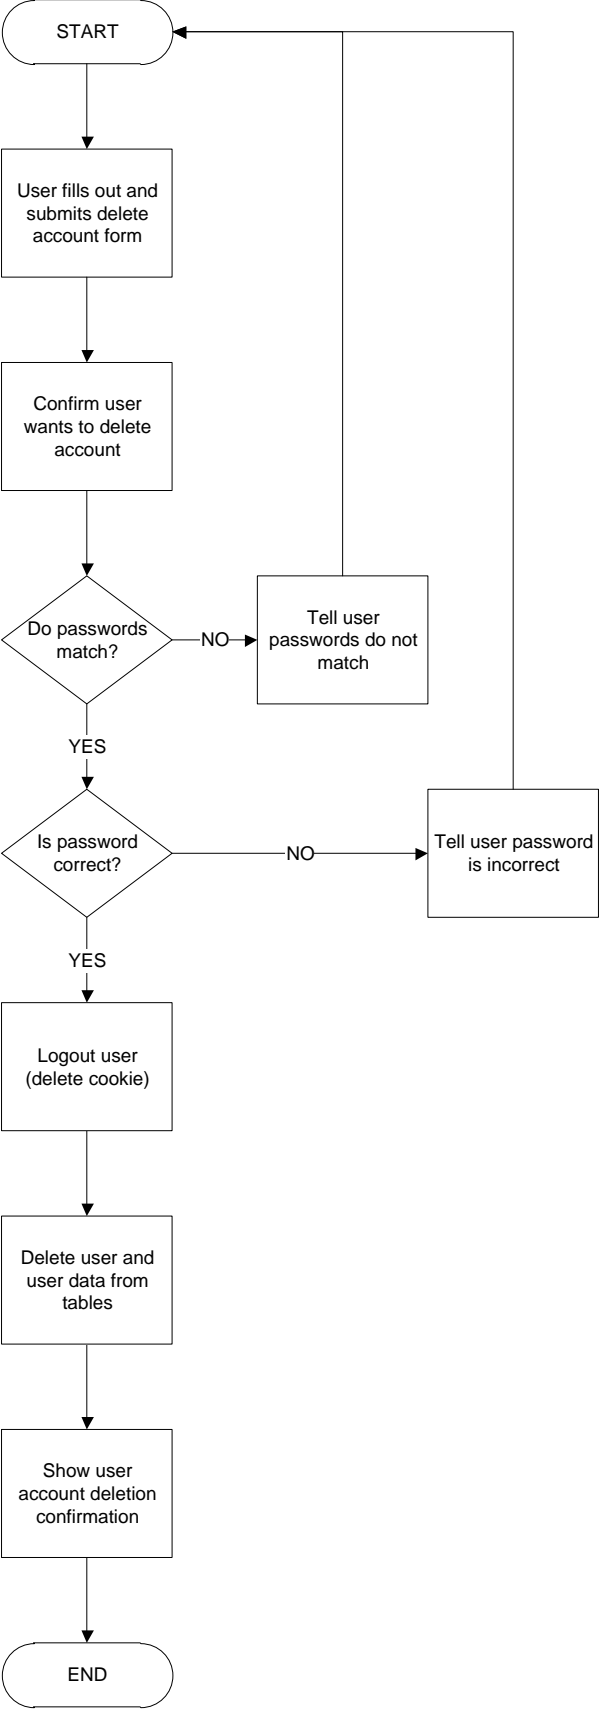 START
User fills out and
submits delete
account form
Confirm user
wants to delete
account
Do passwords
match?
NO
Tell user
passwords do not
match
YES
Is password
correct?
NO
Tell user password
is incorrect
YES
Logout user
(delete cookie)
Delete user and
user data from
tables
Show user
account deletion
confirmation
END